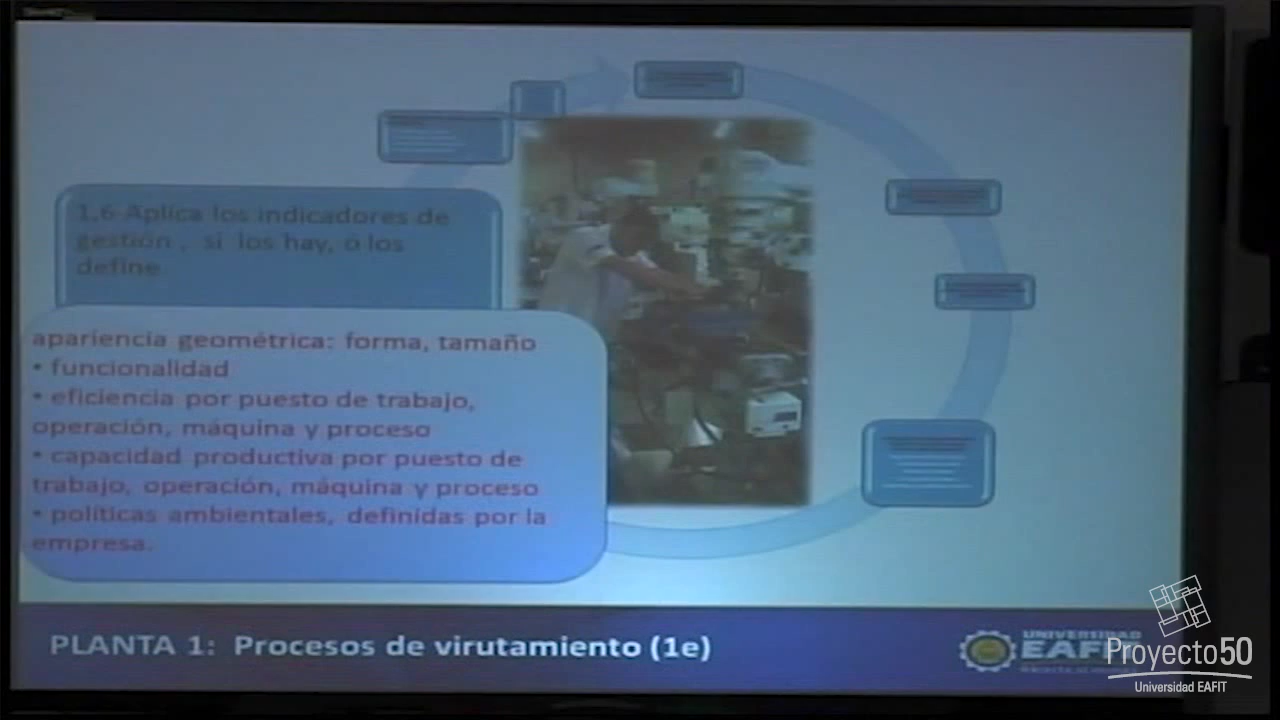 1.6 Aplica los indicadores de
gestión , si los hay, o los
define
apariencia geométrica: forma, tamaño
• funcionalidad
• eficiencia por puesto de trabajo,
operación, máquina y proceso
• capacidad productiva por puesto de
trabajo, operación, máquina y proceso
• políticas ambientales, definidas por la
empresa.
PLANTA 1: Procesos de virutamiento (1e)
UNIVERSIDAD
EAFIT
Proyecto50
Universidad EAFIT